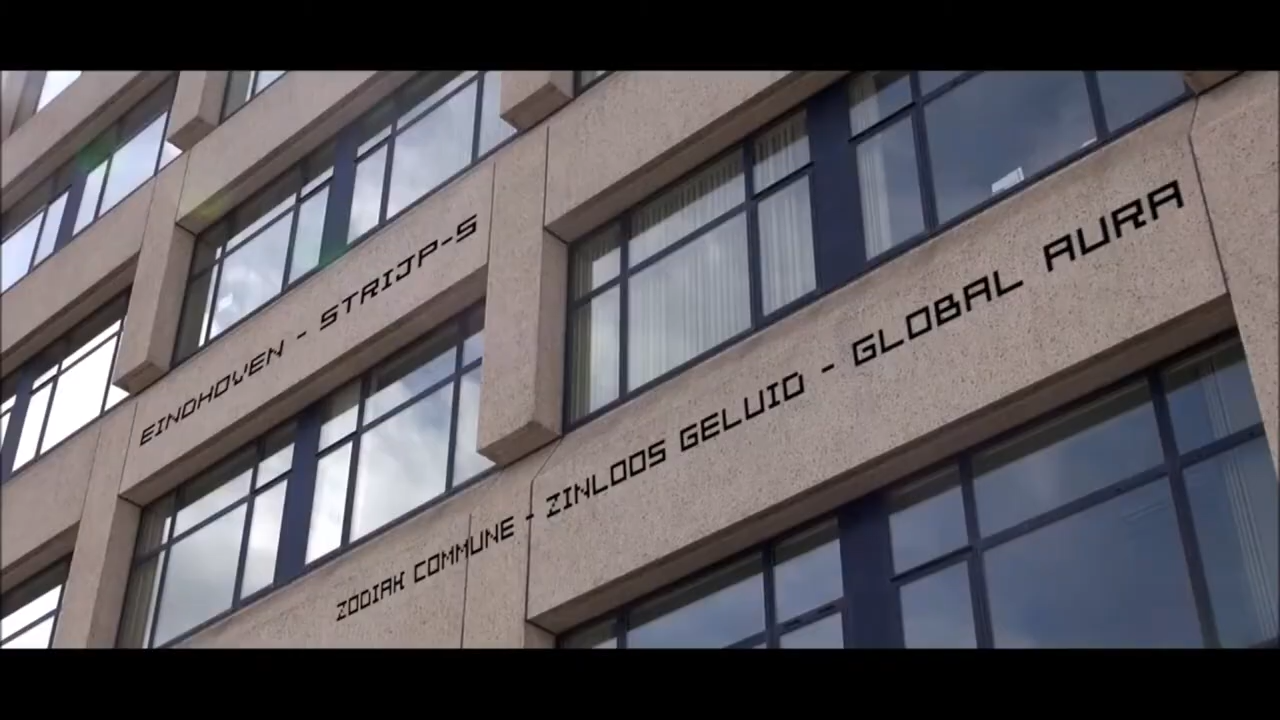 EINDHOVEN - STRIJP-S
ZODIAK COMMUNE - ZINLOOS GELUID - GLOBAL AURA